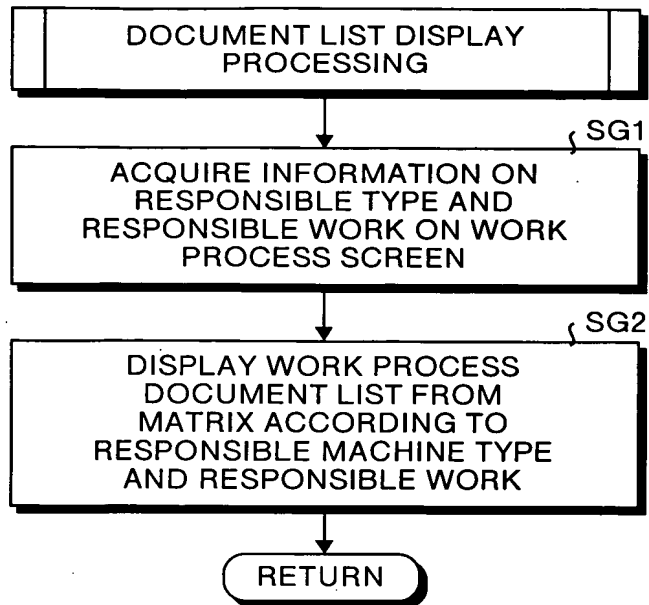 DOCUMENT LIST DISPLAY
PROCESSING
SG1
ACQUIRE INFORMATION ON
RESPONSIBLE TYPE AND
RESPONSIBLE WORK ON WORK
PROCESS SCREEN
SG2
DISPLAY WORK PROCESS
DOCUMENT LIST FROM
MATRIX ACCORDING TO
RESPONSIBLE MACHINE TYPE
AND RESPONSIBLE WORK
RETURN